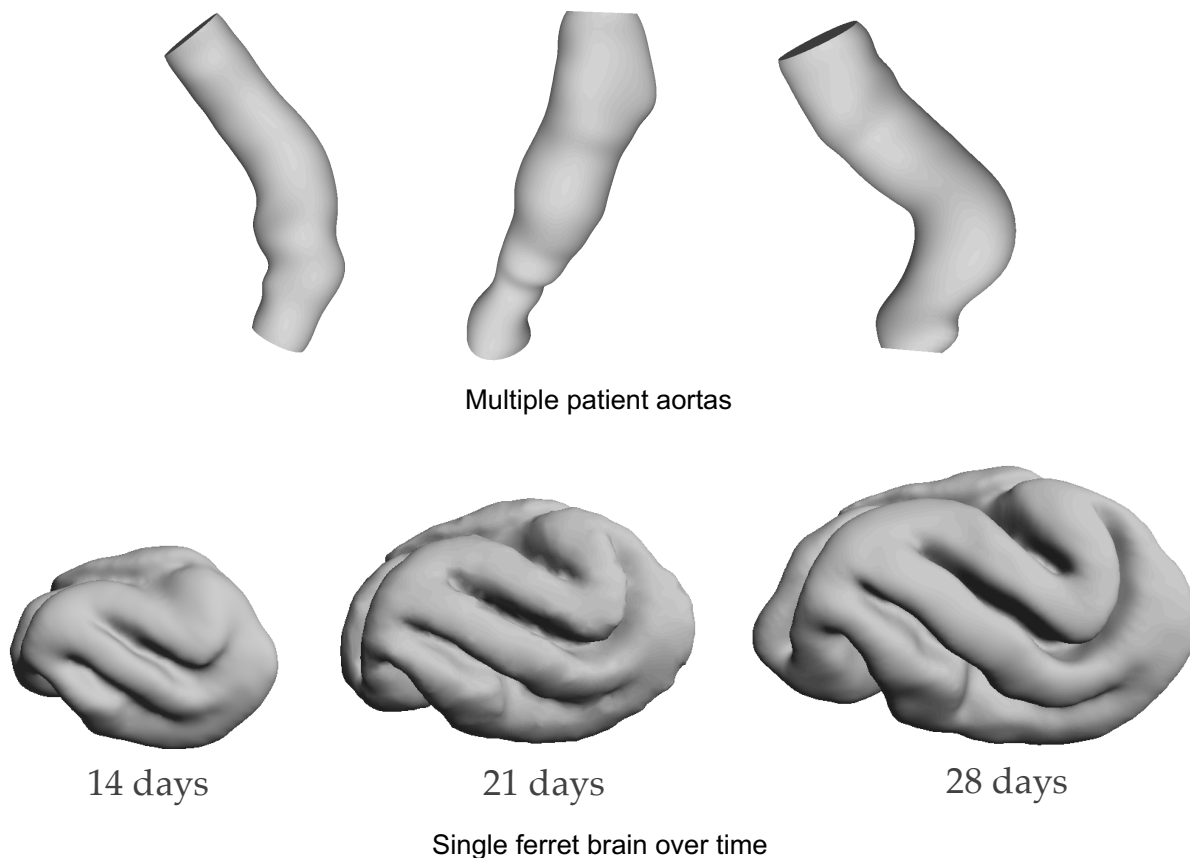 Multiple patient aortas
14 days
21 days
28 days
Single ferret brain over time